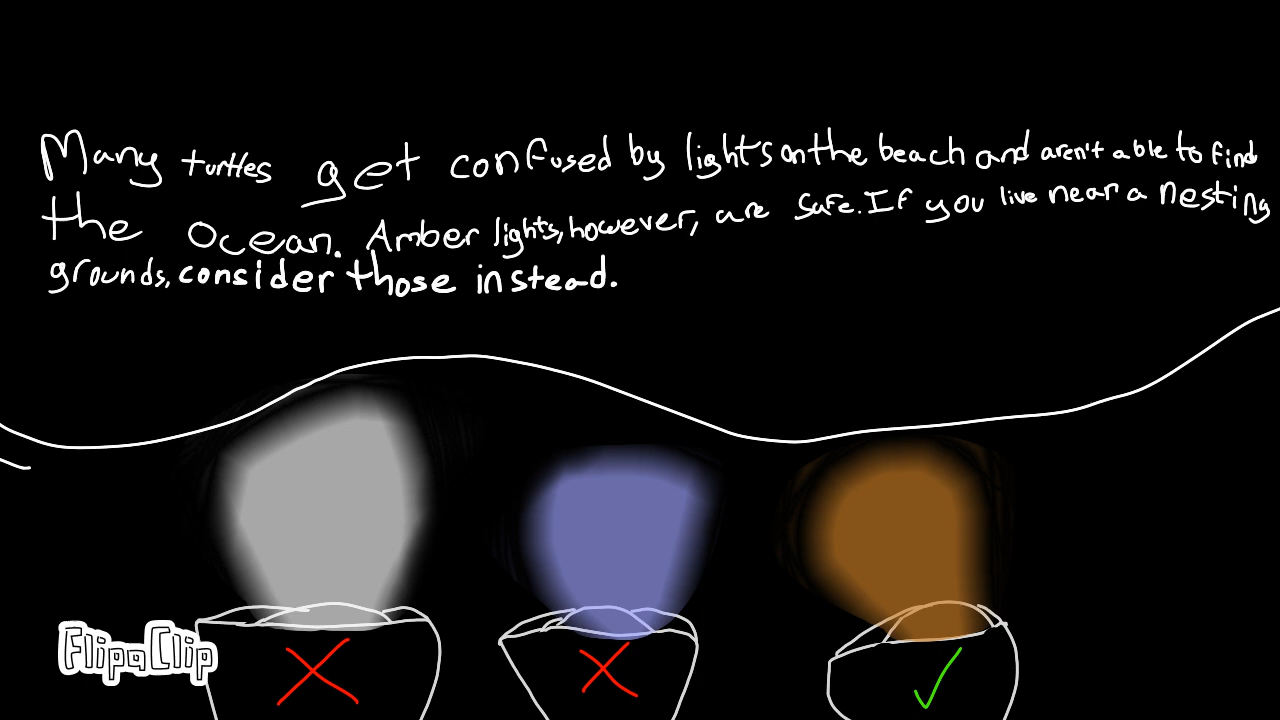 Many turtles get confused by lights on the beach and aren't able to find
the ocean. Amber lights, however, are safe. If you live near a nesting
grounds, consider those instead.
FlipaClip